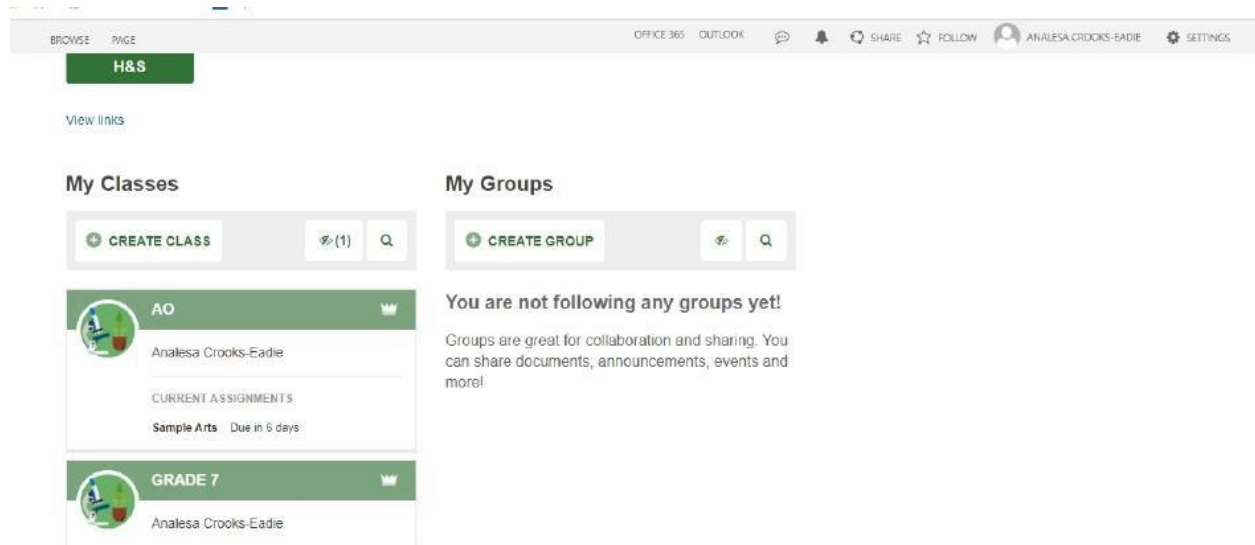 BROWSE PAGE OFFICE 365 OUTLOOK SHARE FOLLOW ANALESA CROOKS-EADIE SETTINGS
H&S
View links
My Classes
CREATE CLASS
(1)
AO
Analesa Crooks-Eadie
CURRENT ASSIGNMENTS
Sample Arts Due in 6 days
GRADE 7
Analesa Crooks-Eadie
My Groups
CREATE GROUP
You are not following any groups yet!
Groups are great for collaboration and sharing. You
can share documents, announcements, events and
more!